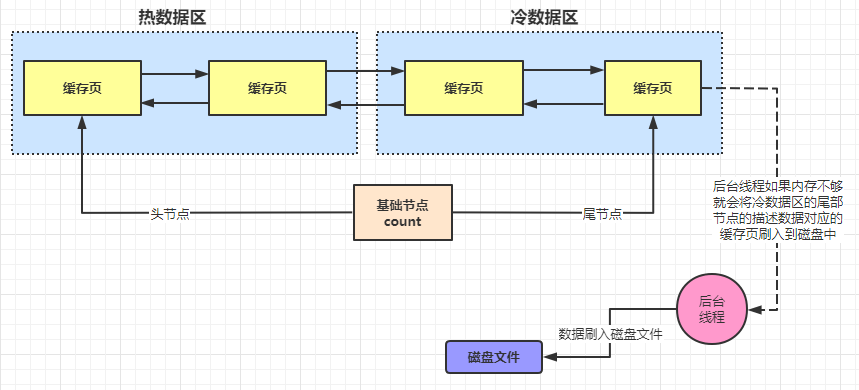 热数据区
冷数据区
缓存页
缓存页
缓存页
缓存页
后台线程如果内存不够
就会将冷数据区的尾部
节点的描述数据对应的
缓存页刷入到磁盘中
头节点
基础节点
count
尾节点
后台
线程
数据刷入磁盘文件
磁盘文件